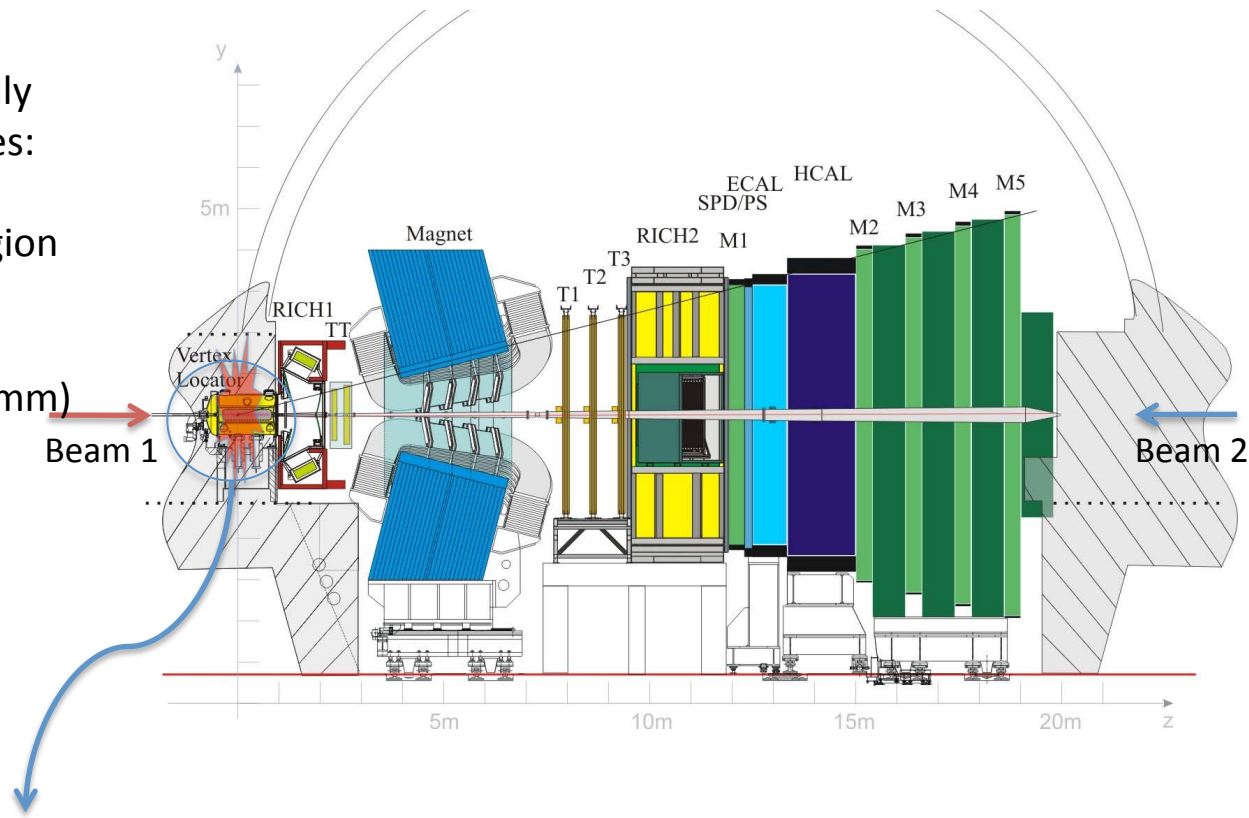 ly
es:
gion
mm)
y
5m
Magnet
RICH1
TT
Vertex
Locator
T1
T2
T3
RICH2
SPD/PS
ECAL
HCAL
M1
M2
M3
M4
M5
Beam 1
Beam 2
5m
10m
15m
20m
z